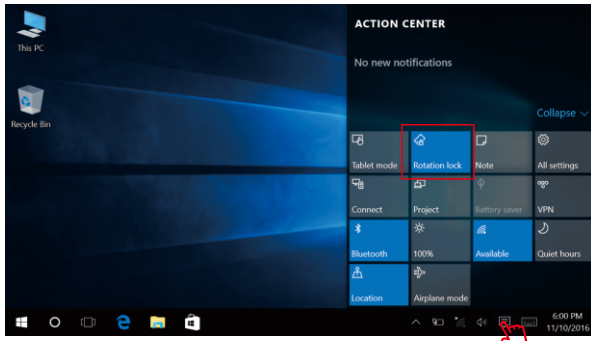 ACTION CENTER
This PC
No new notifications
Collapse
Recycle Bin
Tablet mode Rotation lock Note All settings
Connect Project Battery saver VPN
Bluetooth 100% Available Quiet hours
Location Airplane mode
6:00 PM
11/10/2016